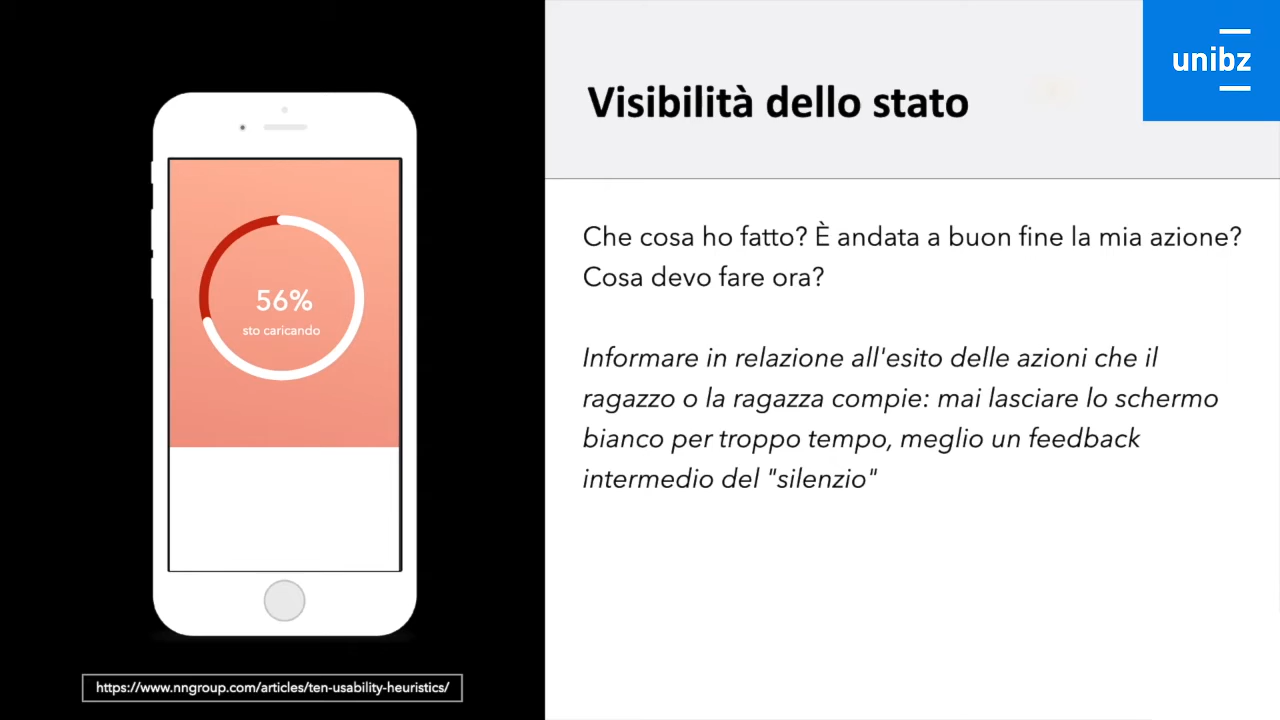 unibz
Visibilità dello stato
56%
sto caricando
Che cosa ho fatto? È andata a buon fine la mia azione?
Cosa devo fare ora?
Informare in relazione all'esito delle azioni che il
ragazzo o la ragazza compie: mai lasciare lo schermo
bianco per troppo tempo, meglio un feedback
intermedio del "silenzio"
https://www.nngroup.com/articles/ten-usability-heuristics/